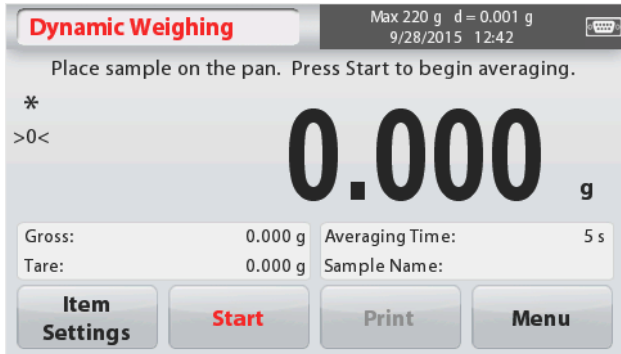 Dynamic Weighing
Max 220 g d = 0.001 g
9/28/2015 12:42
Place sample on the pan. Press Start to begin averaging.
*
>0<
0.000 g
Gross: 0.000 g Averaging Time: 5 s
Tare: 0.000 g Sample Name:
Item
Settings
Start
Print
Menu